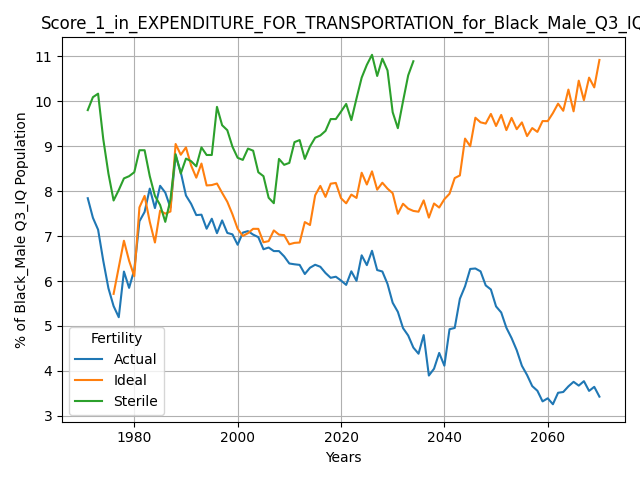 Score_1_in_EXPENDITURE_FOR_TRANSPORTATION_for_Black_Male_Q3_IQ
% of Black_Male Q3_IQ Population
11
10
9
8
7
6
5
4
3
Fertility
Actual
Ideal
Sterile
1980 2000 2020 2040 2060
Years